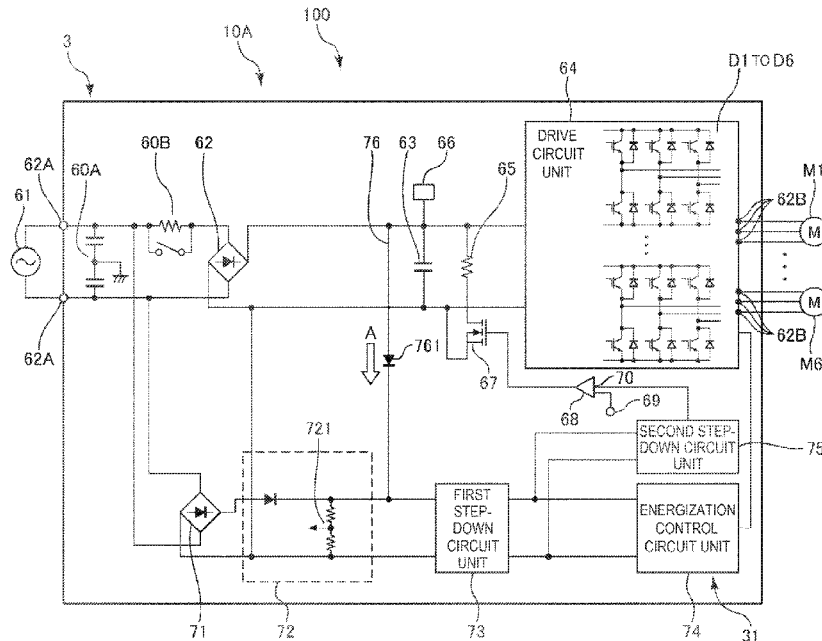 100
10A
3
D1 TO D6
64
60B
62
76
63
66
65
62A
60A
61
DRIVE
CIRCUIT
UNIT
M1
62B
M
A
761
67
62A
M
62B
M6
70
68
69
721
SECOND STEP-
DOWN CIRCUIT
UNIT
75
FIRST
STEP-
DOWN
CIRCUIT
UNIT
ENERGIZATION
CONTROL
CIRCUIT UNIT
71
72
73
74
31